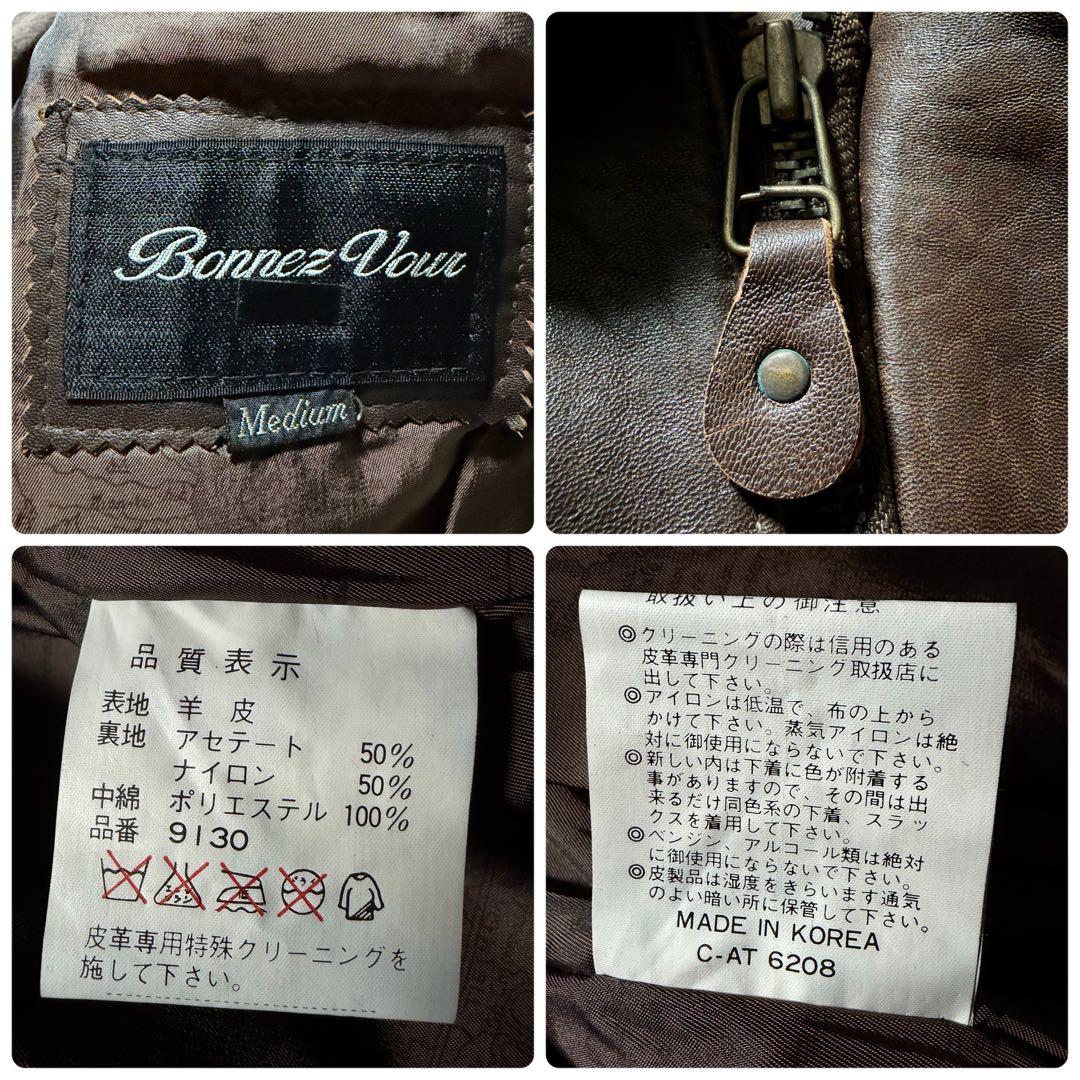 Bonnez Vour
Medium
品質表示
表地 羊皮
裏地 アセテート 50%
ナイロン 50%
中綿 ポリエステル 100%
品番 9130
皮革専用特殊クリーニングを
施して下さい。
取扱い上の御注意
◎クリーニングの際は信用のある
皮革専門クリーニング取扱店に
出して下さい。
◎アイロンは低温で、布の上から
かけて下さい。蒸気アイロンは絶
対に御使用にならないで下さい。
◎新しい内は下着に色が附着する
事がありますので、その間は出
来るだけ同色系の下着、スラッ
クスを着用して下さい。
◎ベンジン、アルコール類は絶対
に御使用にならないで下さい。
◎皮製品は湿度をきらいます通気
のよい暗い所に保管して下さい。
MADE IN KOREA
C-AT 6208